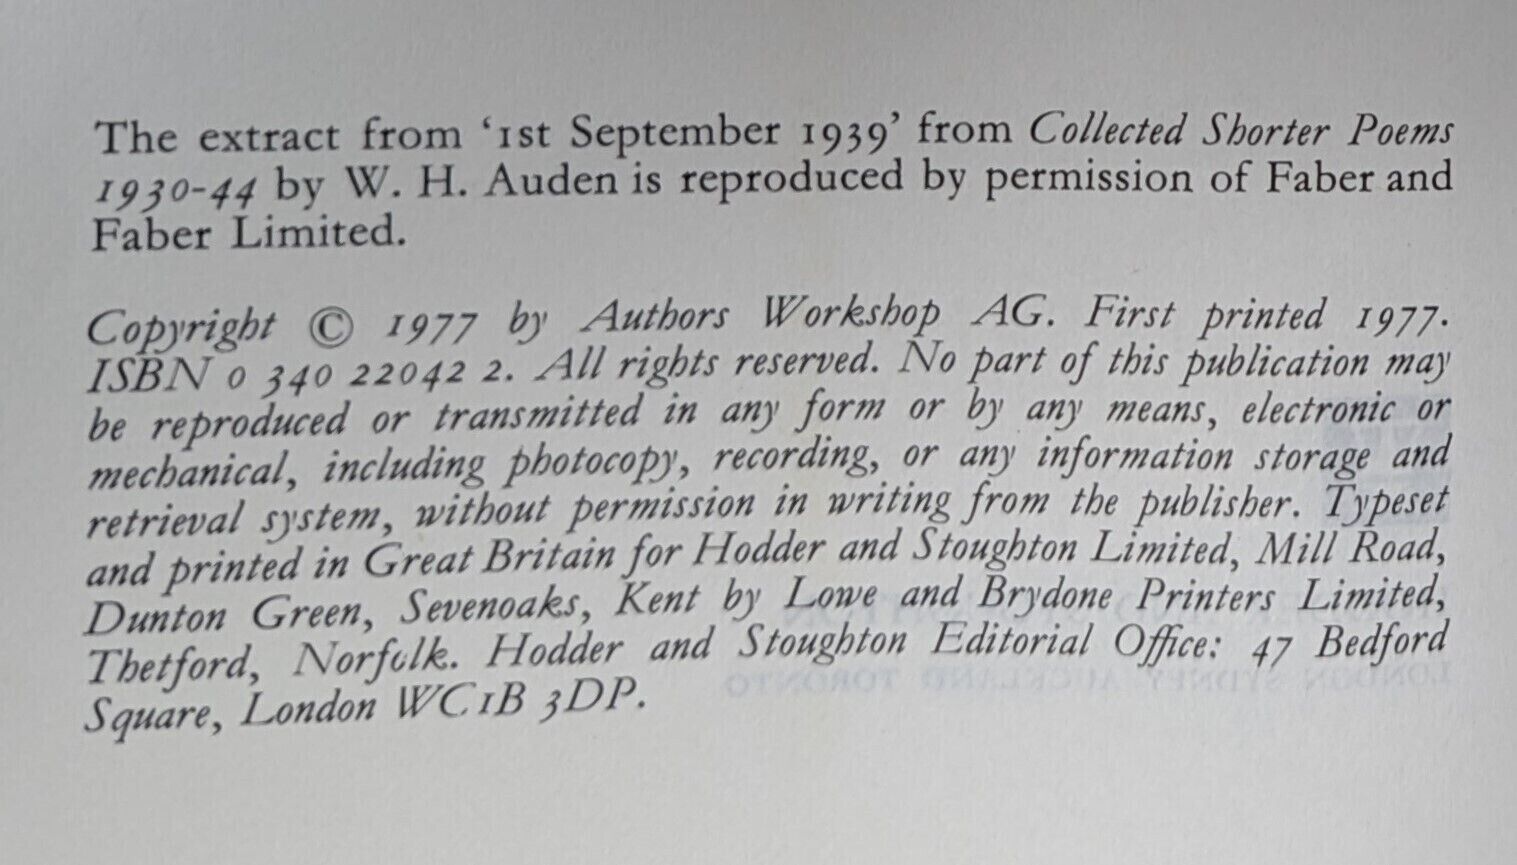 The extract from ‘1st September 1939’ from Collected Shorter Poems
1930-44 by W. H. Auden is reproduced by permission of Faber and
Faber Limited.
Copyright © 1977 by Authors Workshop AG. First printed 1977.
ISBN 0 340 22042 2. All rights reserved. No part of this publication may
be reproduced or transmitted in any form or by any means, electronic or
mechanical, including photocopy, recording, or any information storage and
retrieval system, without permission in writing from the publisher. Typeset
and printed in Great Britain for Hodder and Stoughton Limited, Mill Road,
Dunton Green, Sevenoaks, Kent by Lowe and Brydone Printers Limited,
Thetford, Norfolk. Hodder and Stoughton Editorial Office: 47 Bedford
Square, London WC1B 3DP.
LONDON SYDNEY AUCKLAND TORONTO